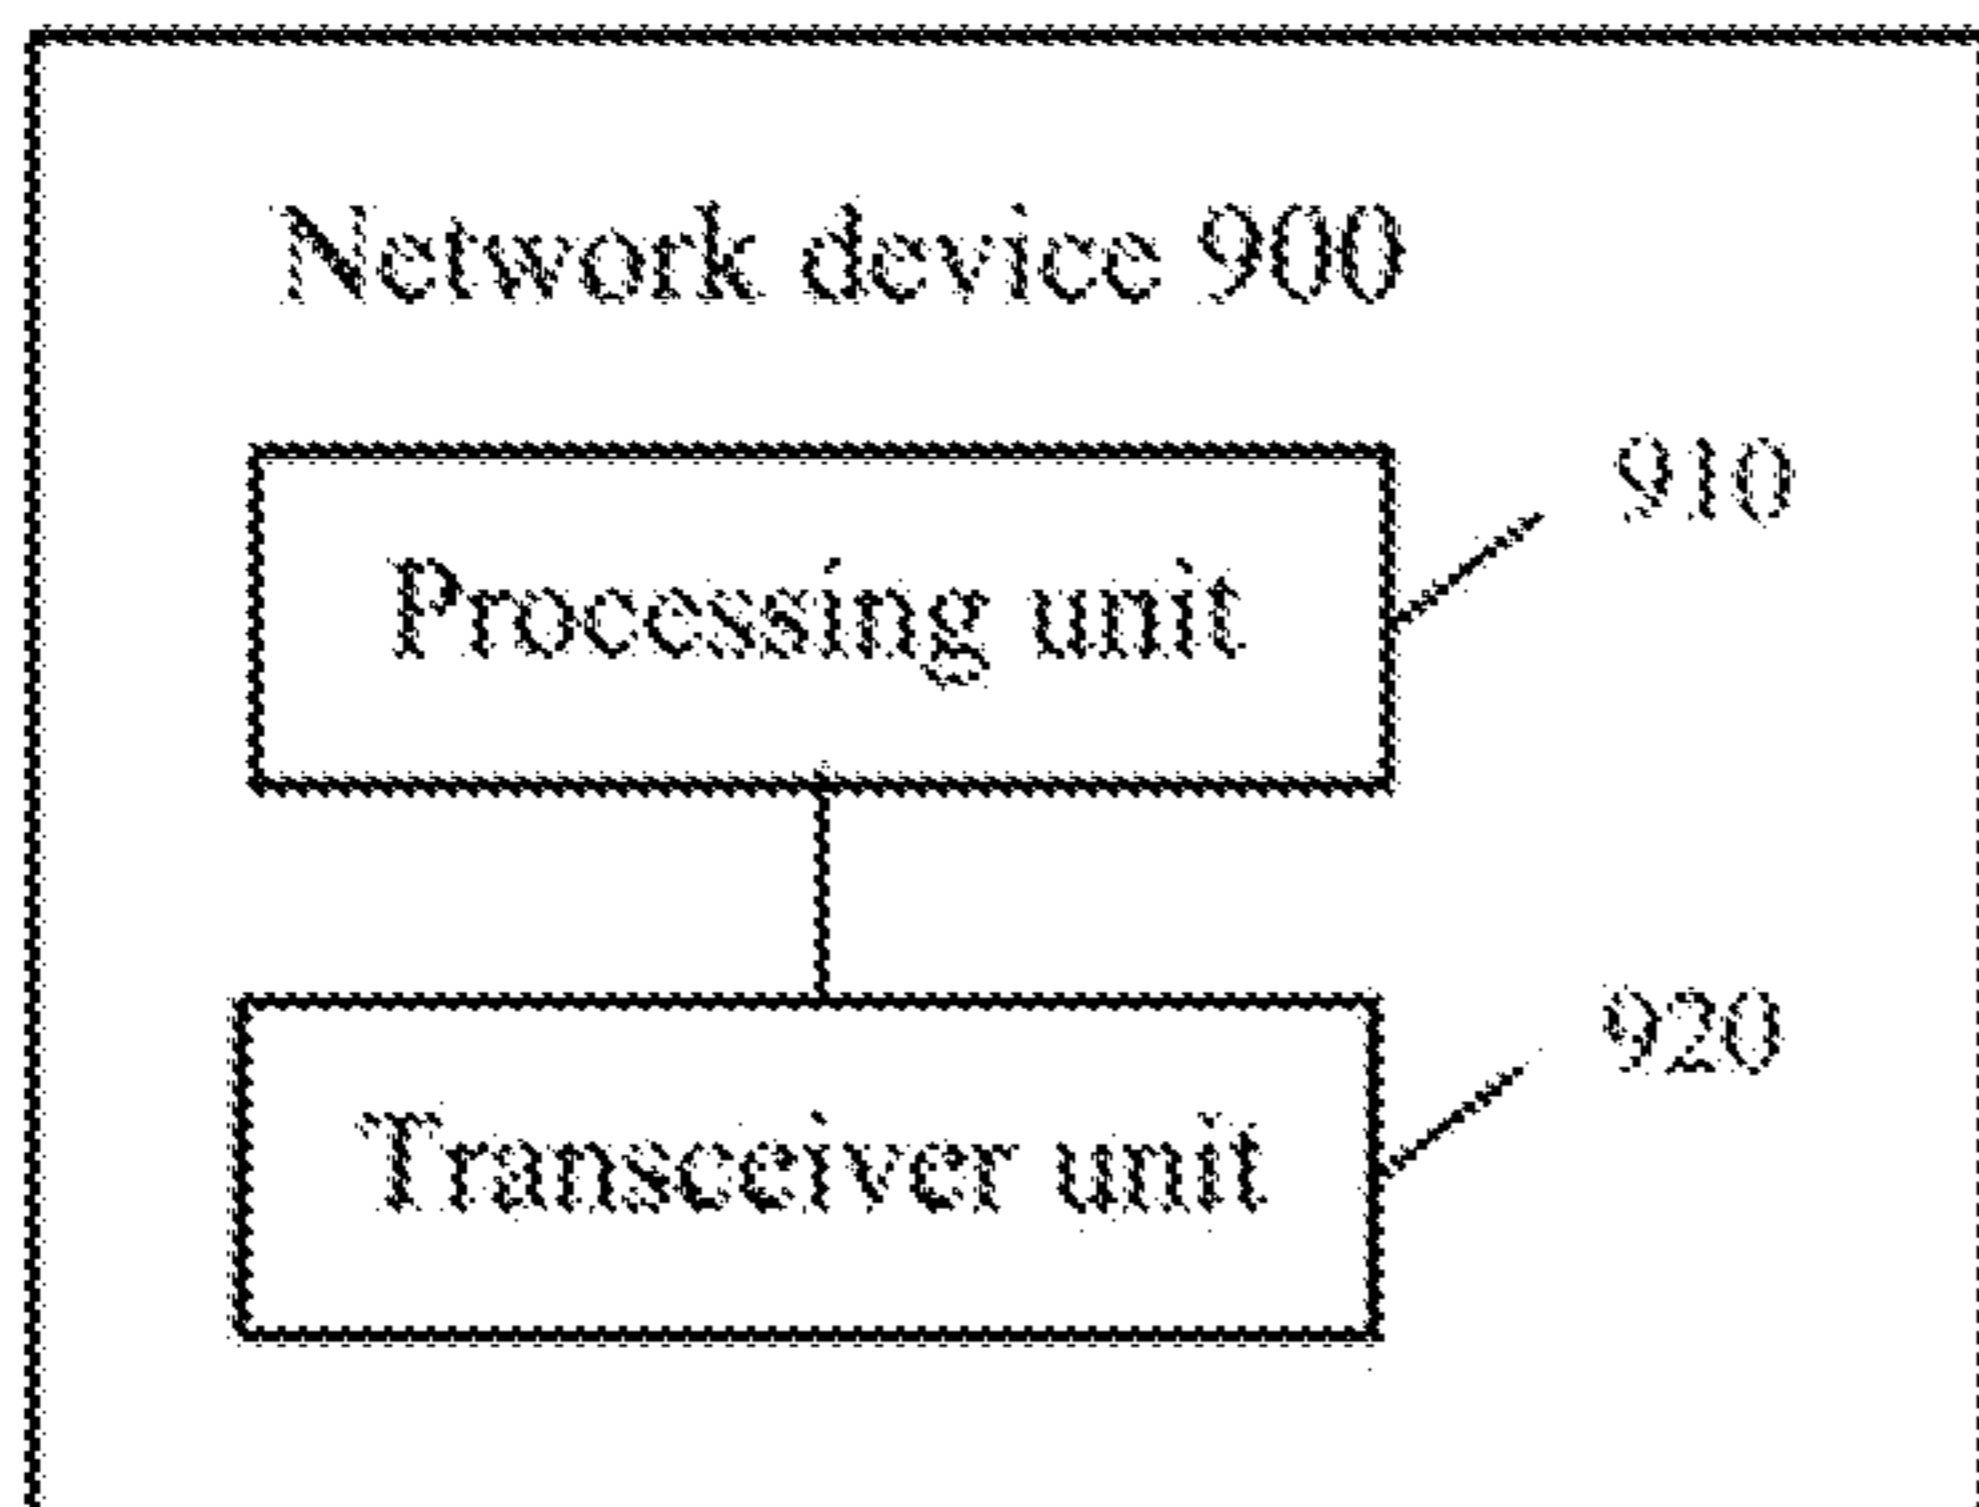 Network device 900
910
Processing unit
920
Transceiver unit